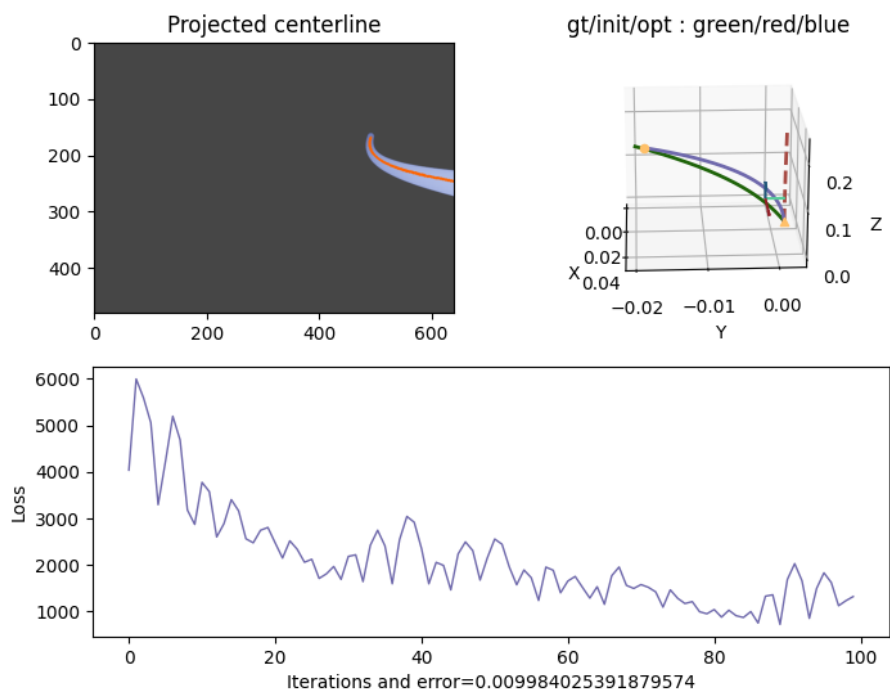 Projected centerline
gt/init/opt : green/red/blue
0
100
200
300
400
0 200 400 600
0.00
0.02
0.04
X
−0.02 −0.01 0.00
Y
0.2
0.1
0.0
Z
6000
5000
4000
3000
2000
1000
Loss
0 20 40 60 80 100
Iterations and error=0.009984025391879574